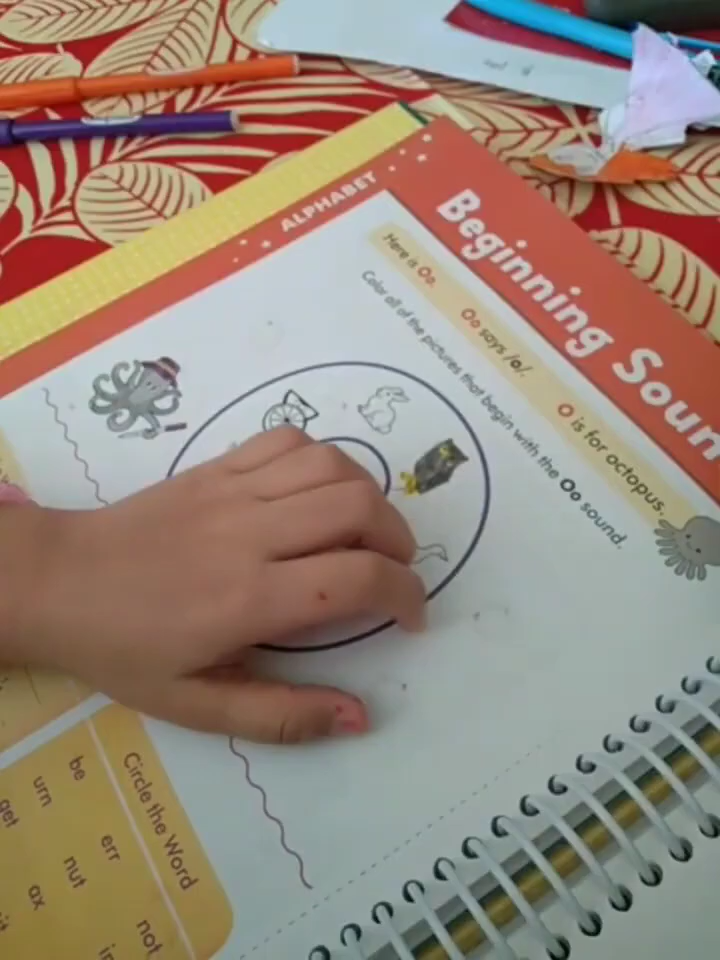 ALPHABET
Beginning Soun
Here is Oo. Oo says /o/. O is for octopus.
Color all of the pictures that begin with the Oo sound.
Circle the Word
be err not
urn nut
get ax